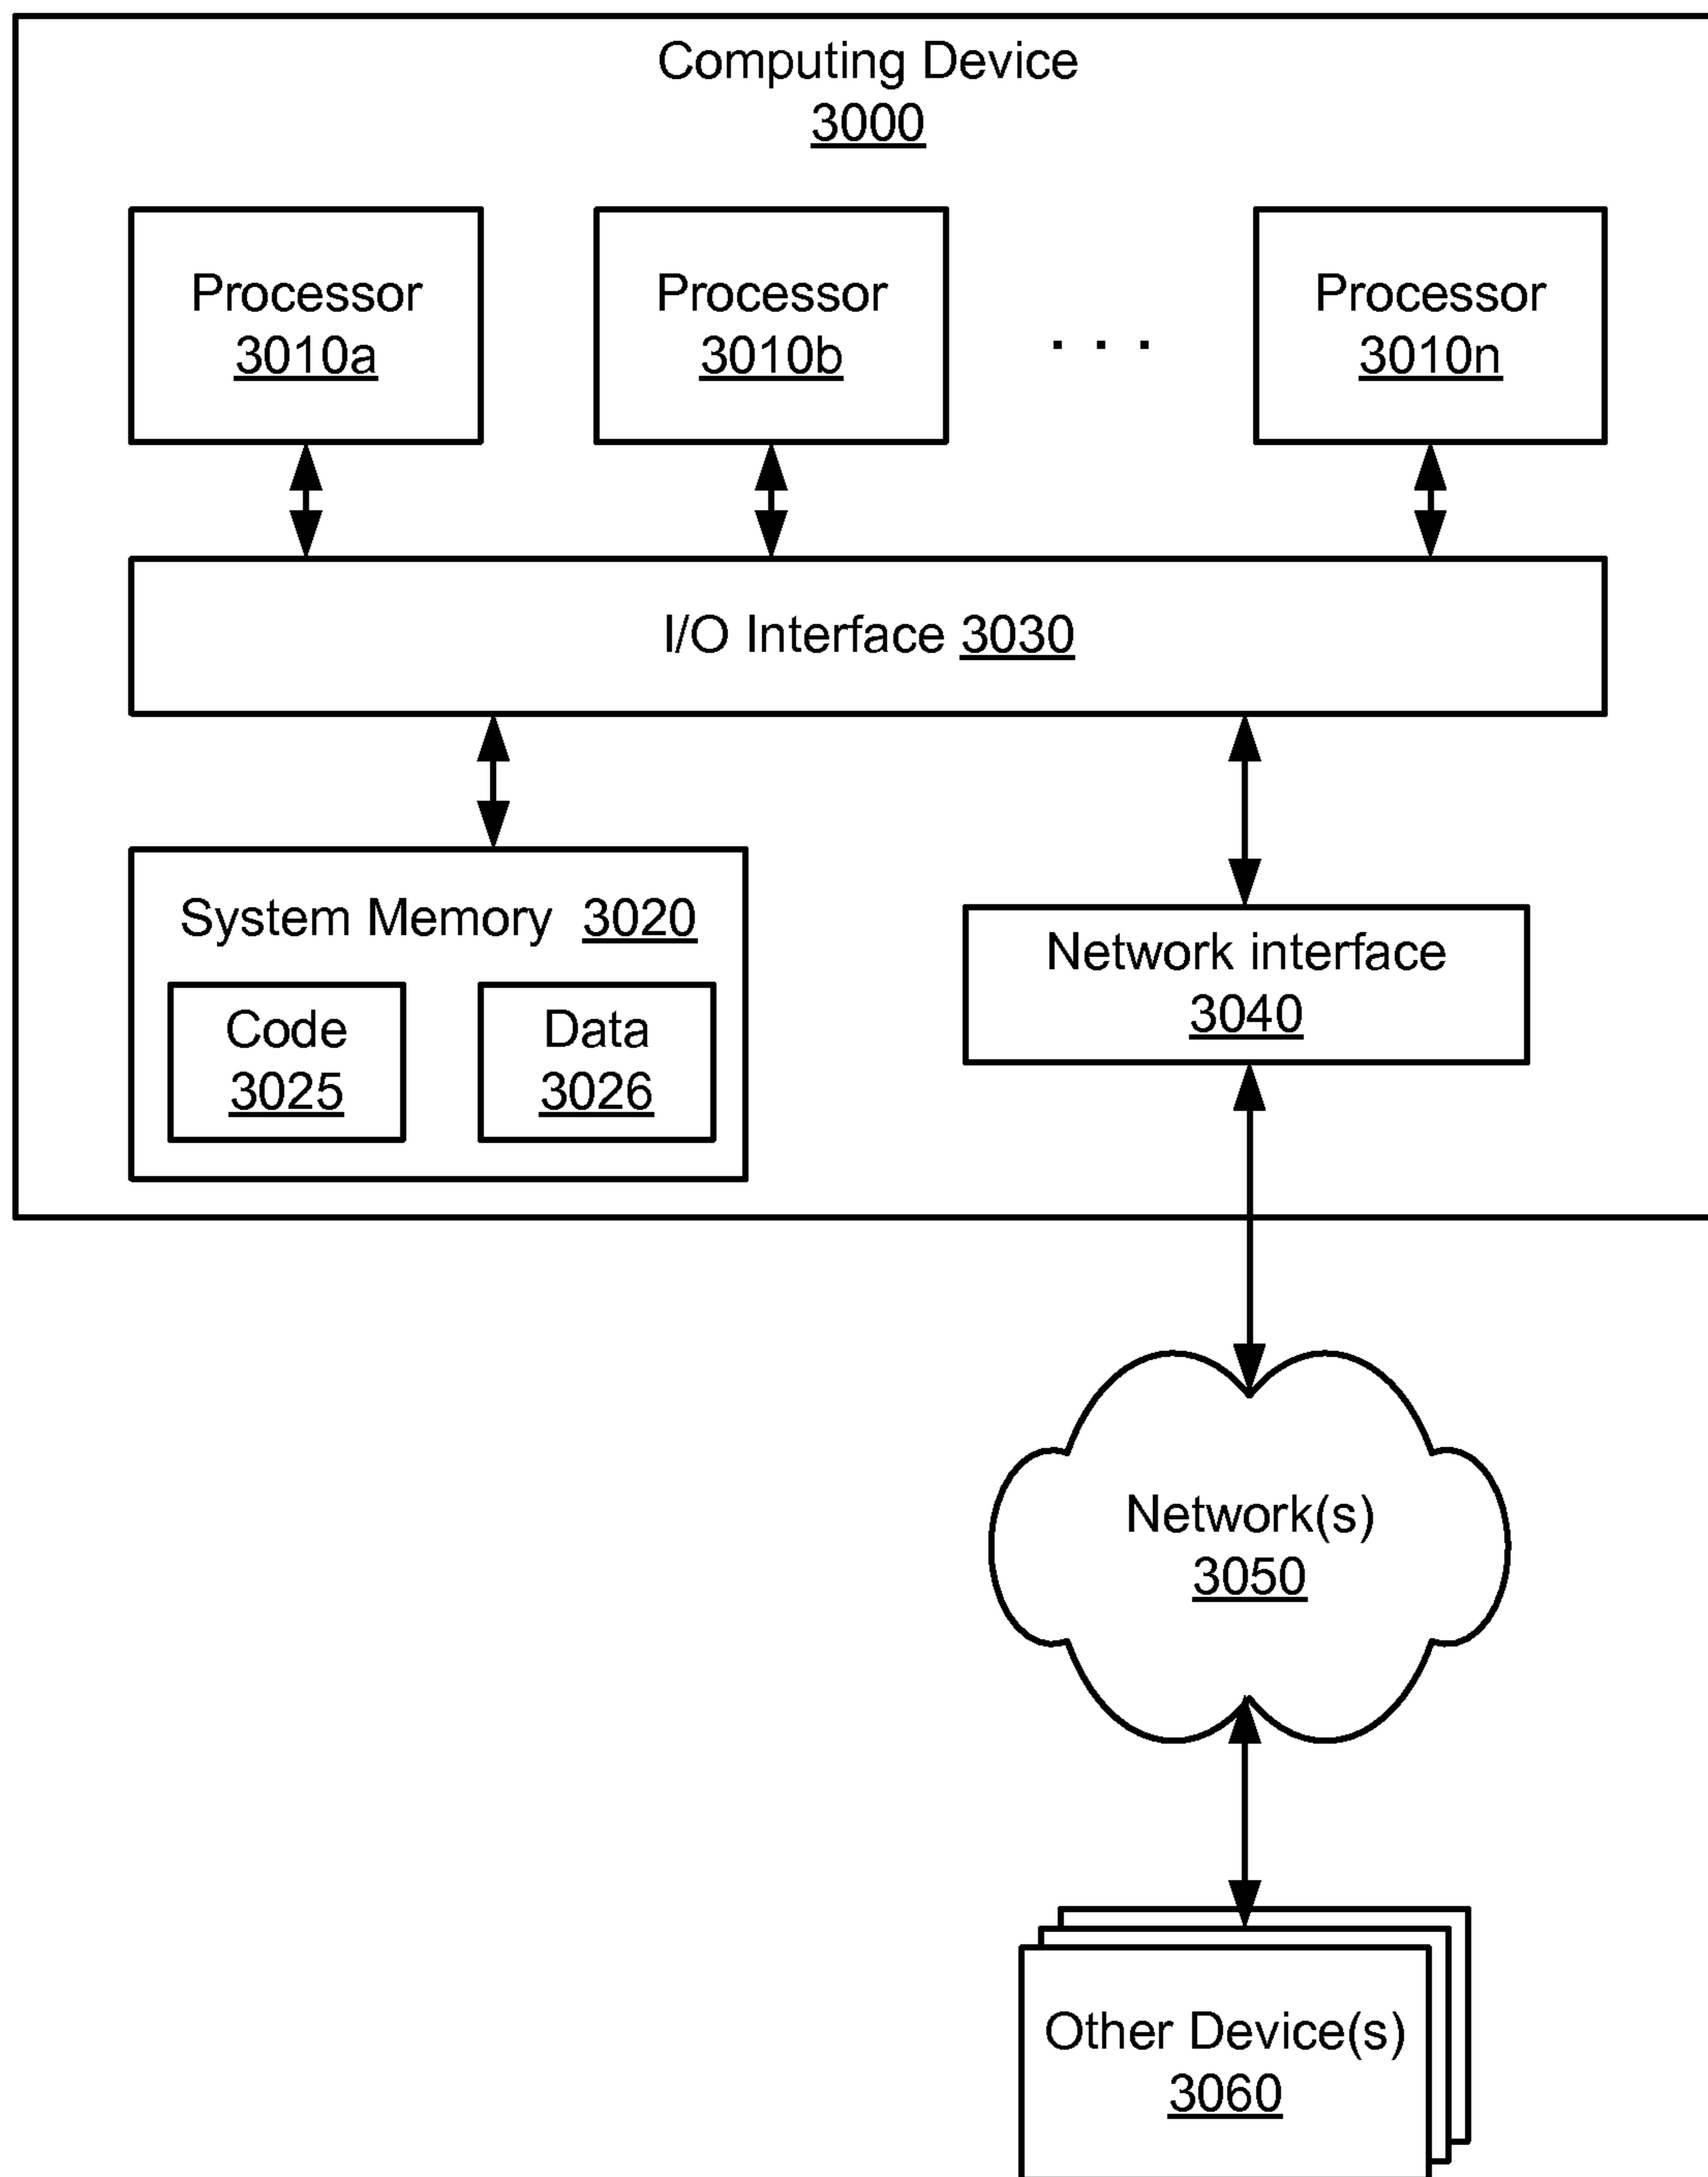 Computing Device
3000
Processor
3010a
Processor
3010b
. . .
Processor
3010n
I/O Interface 3030
System Memory 3020
Code
3025
Data
3026
Network interface
3040
Network(s)
3050
Other Device(s)
3060